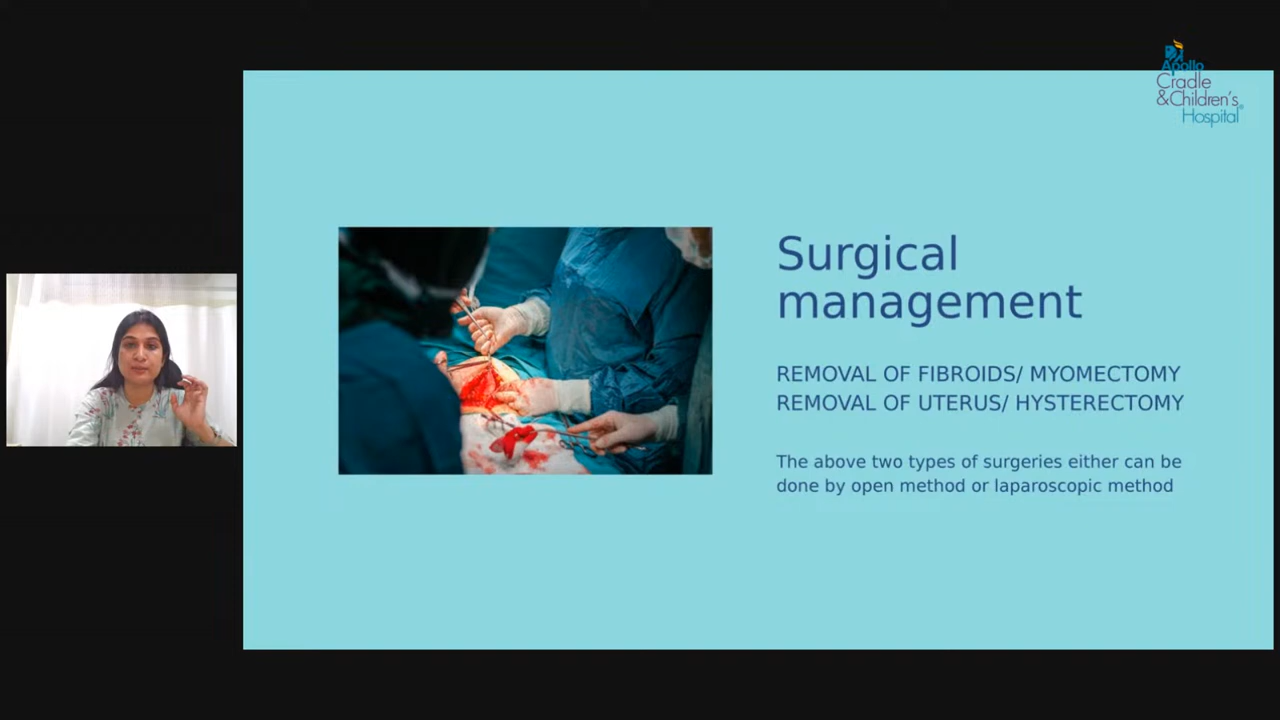 Apollo
Cradle
&Children's
Hospital
Surgical
management
REMOVAL OF FIBROIDS/ MYOMECTOMY
REMOVAL OF UTERUS/ HYSTERECTOMY
The above two types of surgeries either can be
done by open method or laparoscopic method